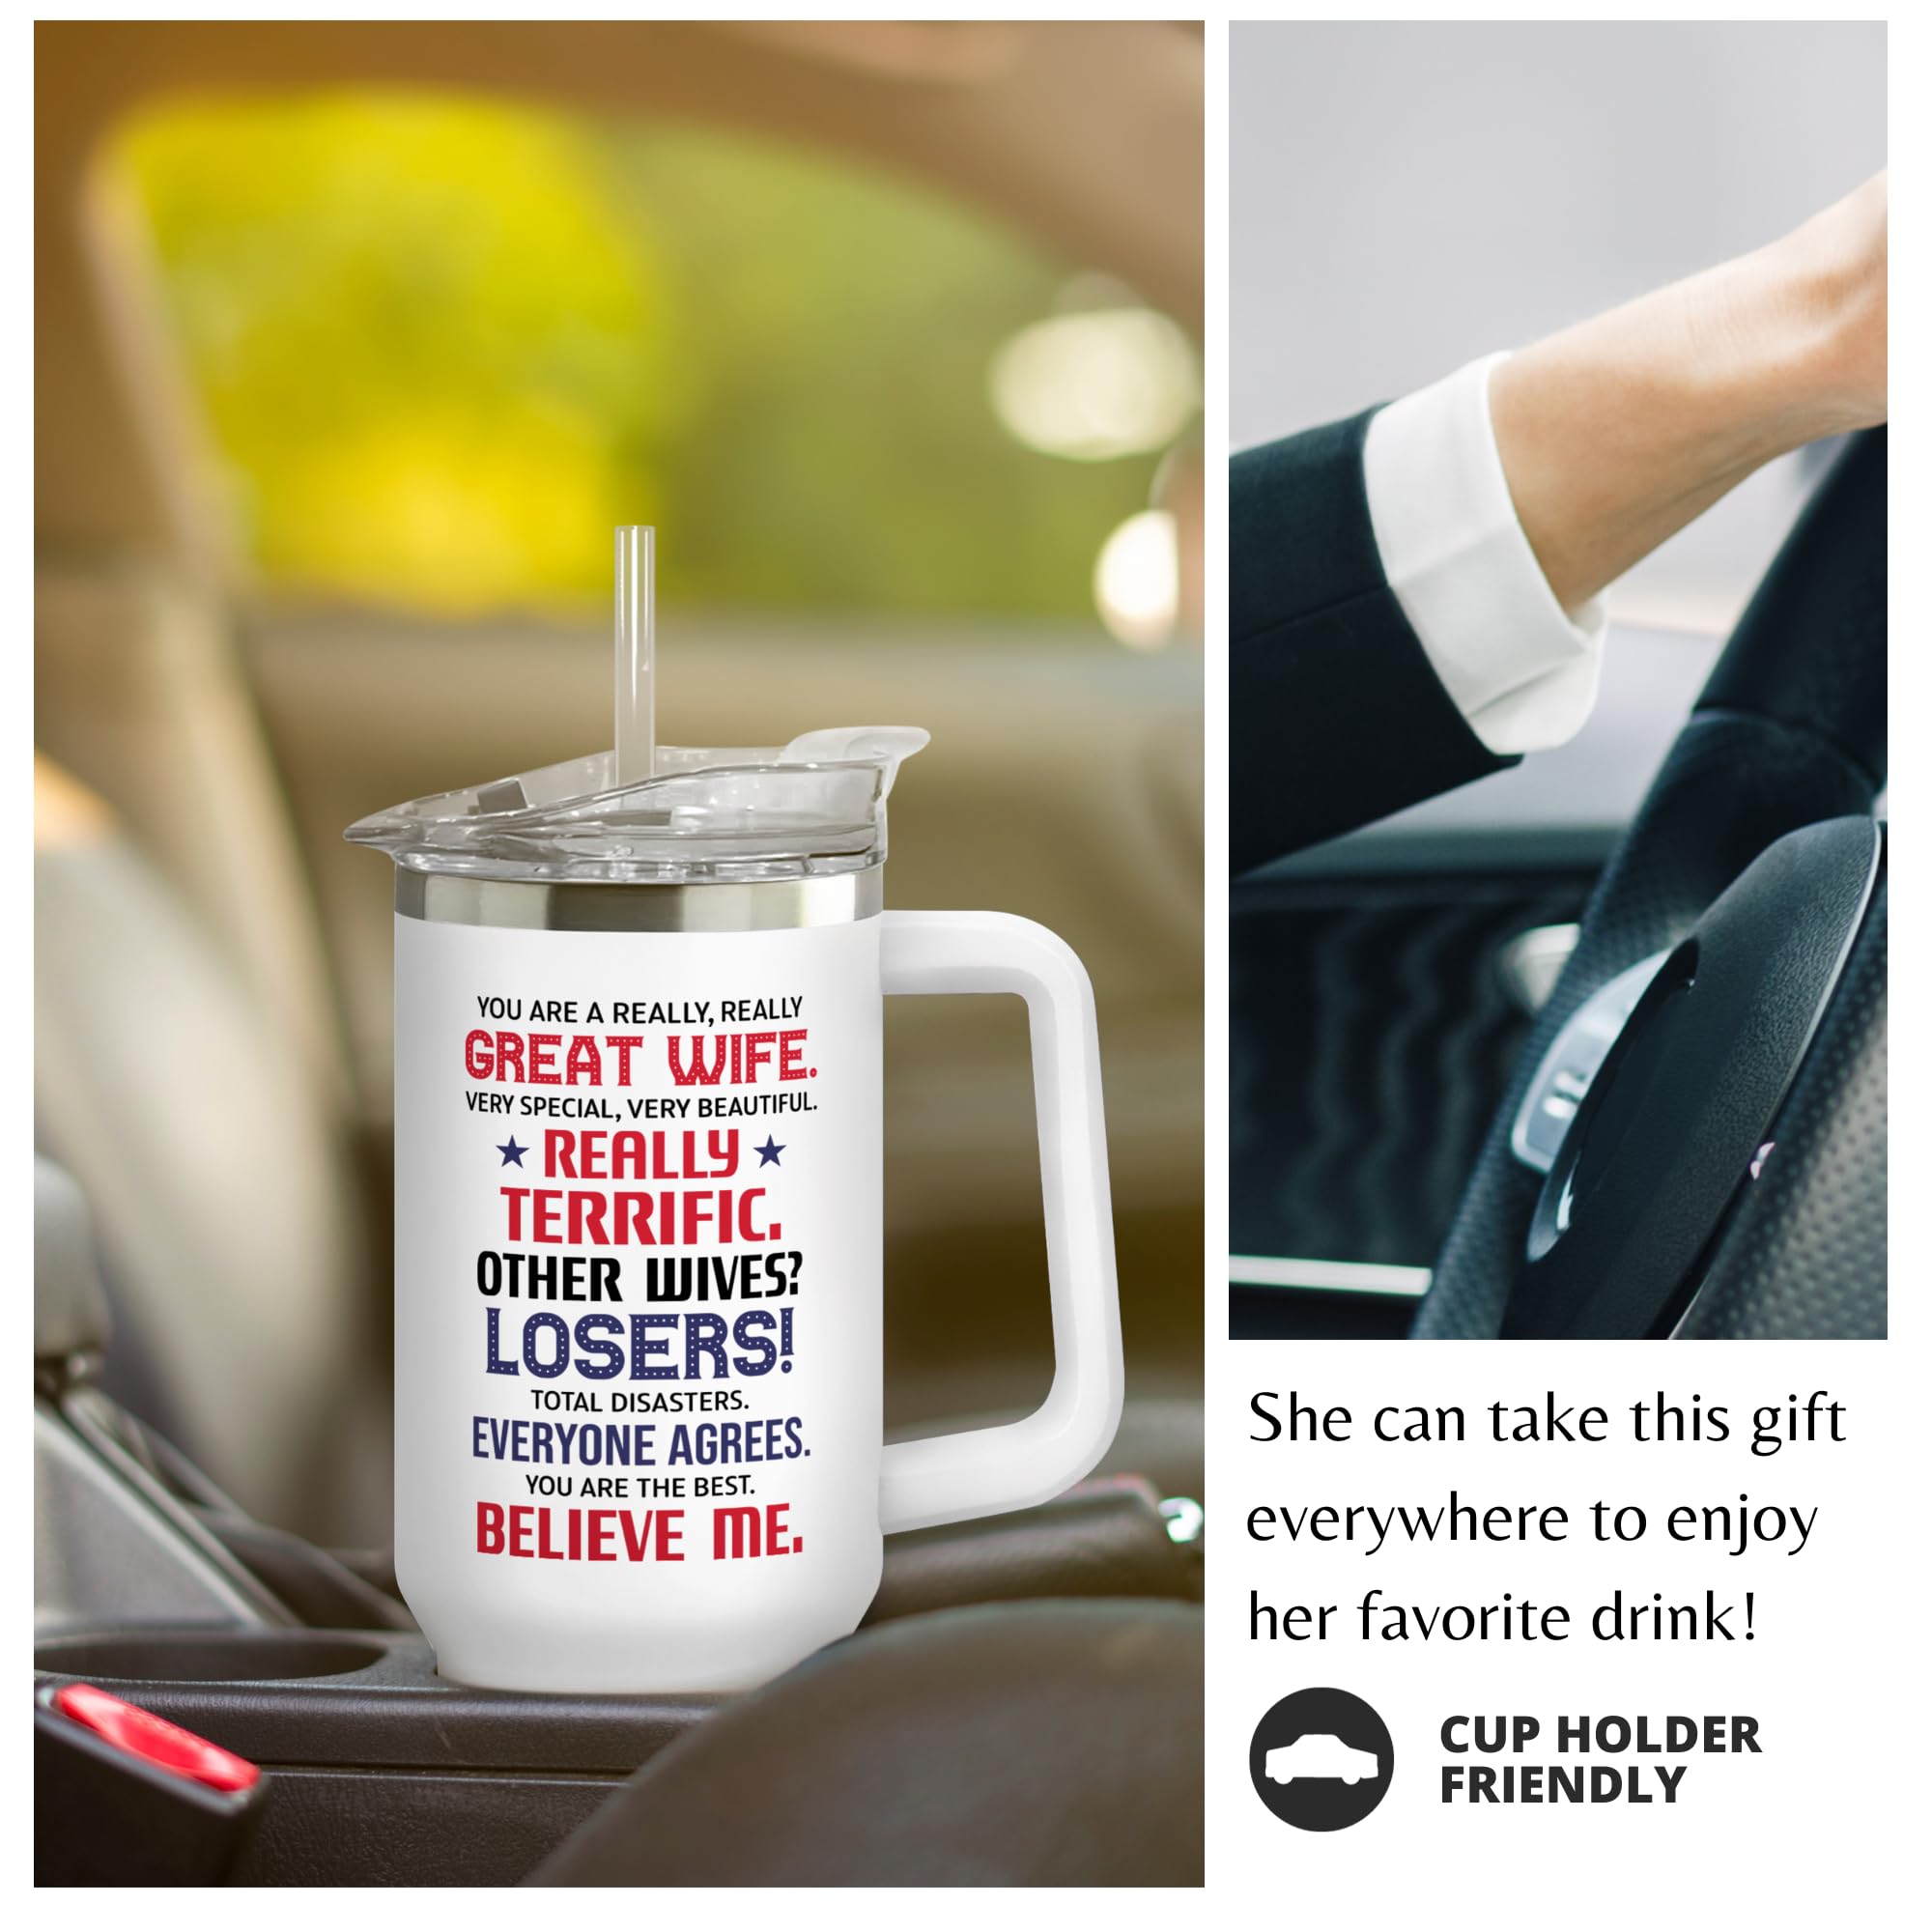 YOU ARE A REALLY, REALLY
GREAT WIFE.
VERY SPECIAL, VERY BEAUTIFUL.
REALLY
TERRIFIC.
OTHER WIVES?
LOSERS!
TOTAL DISASTERS.
EVERYONE AGREES.
YOU ARE THE BEST.
BELIEVE ME.
She can take this gift
everywhere to enjoy
her favorite drink!
CUP HOLDER
FRIENDLY